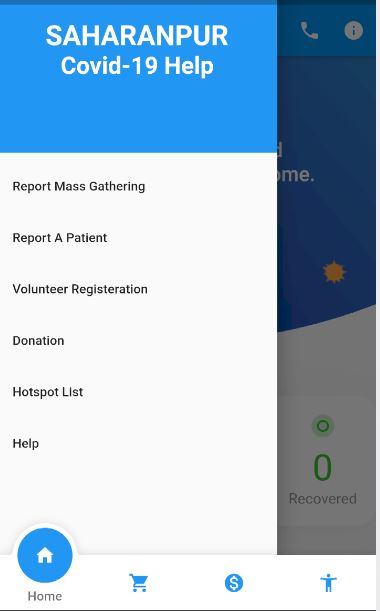 SAHARANPUR
Covid-19 Help
ome.
Report Mass Gathering
Report A Patient
Volunteer Registeration
Donation
Hotspot List
Help
0
Recovered
Home